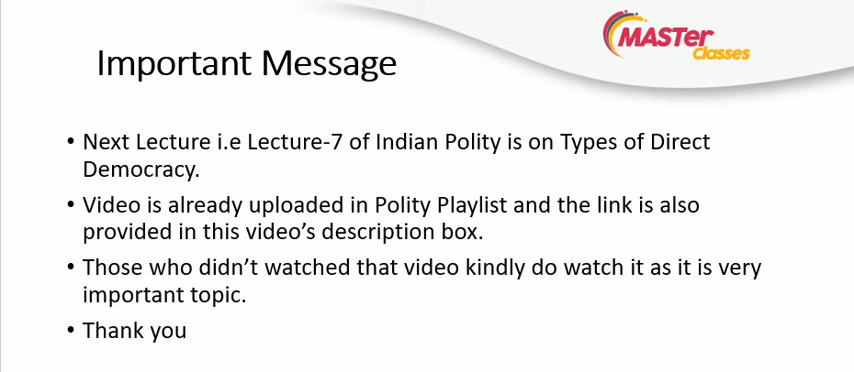 MASTer
Classes
Important Message
• Next Lecture i.e Lecture-7 of Indian Polity is on Types of Direct
Democracy.
• Video is already uploaded in Polity Playlist and the link is also
provided in this video’s description box.
• Those who didn’t watched that video kindly do watch it as it is very
important topic.
• Thank you